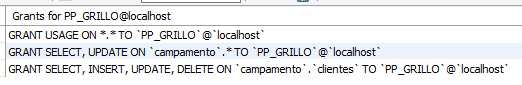 Grants for PP_GRILLO@localhost
GRANT USAGE ON *.* TO `PP_GRILLO`@`localhost`
GRANT SELECT, UPDATE ON `campamento`.* TO `PP_GRILLO`@`localhost`
GRANT SELECT, INSERT, UPDATE, DELETE ON `campamento`.`clientes` TO `PP_GRILLO`@`localhost`